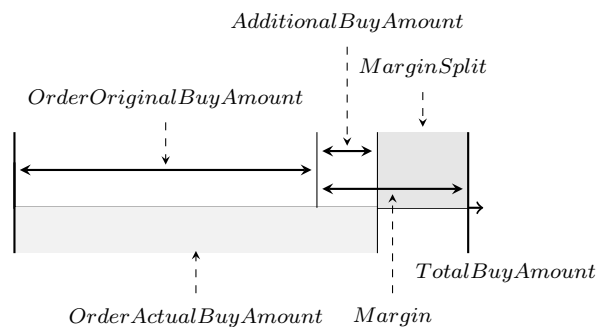 AdditionalBuyAmount
MarginSplit
OrderOriginalBuyAmount
TotalBuyAmount
OrderActualBuyAmount
Margin